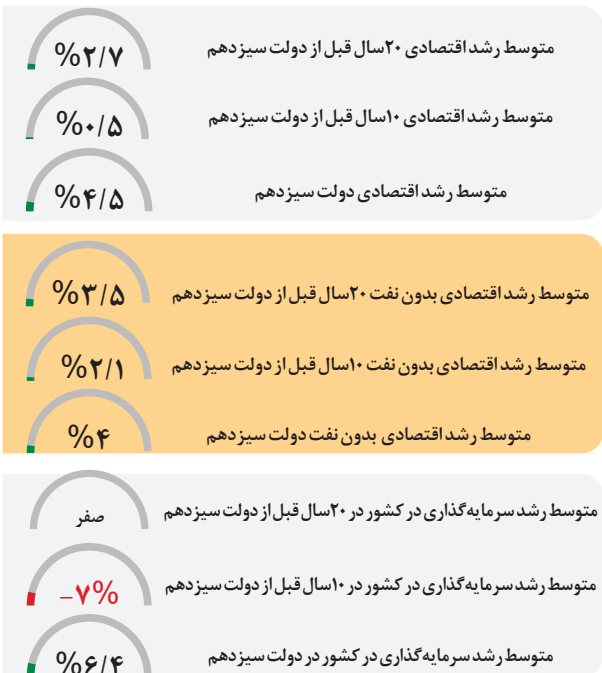 متوسط رشد اقتصادی ۲۰سال قبل از دولت سیزدهم %۲/۷
متوسط رشد اقتصادی ۱۰سال قبل از دولت سیزدهم %۰/۵
متوسط رشد اقتصادی دولت سیزدهم %۴/۵
متوسط رشد اقتصادی بدون نفت ۲۰سال قبل از دولت سیزدهم %۳/۵
متوسط رشد اقتصادی بدون نفت ۱۰سال قبل از دولت سیزدهم %۲/۱
متوسط رشد اقتصادی بدون نفت دولت سیزدهم %۴
متوسط رشد سرمایه‌گذاری در کشور در ۲۰سال قبل از دولت سیزدهم صفر
متوسط رشد سرمایه‌گذاری در کشور در ۱۰سال قبل از دولت سیزدهم -۷%
متوسط رشد سرمایه‌گذاری در کشور در دولت سیزدهم %۶/۴